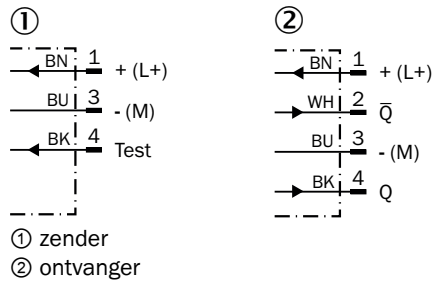 ① ②
BN 1 + (L+)
BU 3 - (M)
BK 4 Test
BN 1 + (L+)
WH 2 Q̅
BU 3 - (M)
BK 4 Q
① zender
② ontvanger